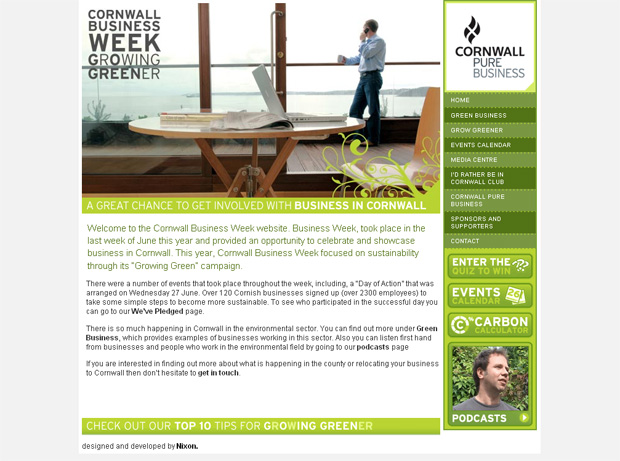 CORNWALL
BUSINESS
WEEK
GROWING
GREENER
CORNWALL
PURE
BUSINESS
HOME
GREEN BUSINESS
GROW GREENER
EVENTS CALENDAR
MEDIA CENTRE
I'D RATHER BE IN
CORNWALL CLUB
CORNWALL PURE
BUSINESS
SPONSORS AND
SUPPORTERS
CONTACT
A GREAT CHANCE TO GET INVOLVED WITH BUSINESS IN CORNWALL
Welcome to the Cornwall Business Week website. Business Week, took place in the
last week of June this year and provided an opportunity to celebrate and showcase
business in Cornwall. This year, Cornwall Business Week focused on sustainability
through its "Growing Green" campaign.
There were a number of events that took place throughout the week, including, a "Day of Action" that was
arranged on Wednesday 27 June. Over 120 Cornish businesses signed up (over 2300 employees) to
take some simple steps to become more sustainable. To see who participated in the successful day you
can go to our We've Pledged page.
There is so much happening in Cornwall in the environmental sector. You can find out more under Green
Business, which provides examples of businesses working in this sector. Also you can listen first hand
from businesses and people who work in the environmental field by going to our podcasts page
If you are interested in finding out more about what is happening in the county or relocating your business
to Cornwall then don't hesitate to get in touch.
ENTER THE
QUIZ TO WIN
EVENTS
CALENDAR
CARBON
CALCULATOR
PODCASTS
CHECK OUT OUR TOP 10 TIPS FOR GROWING GREENER
designed and developed by Nixon.